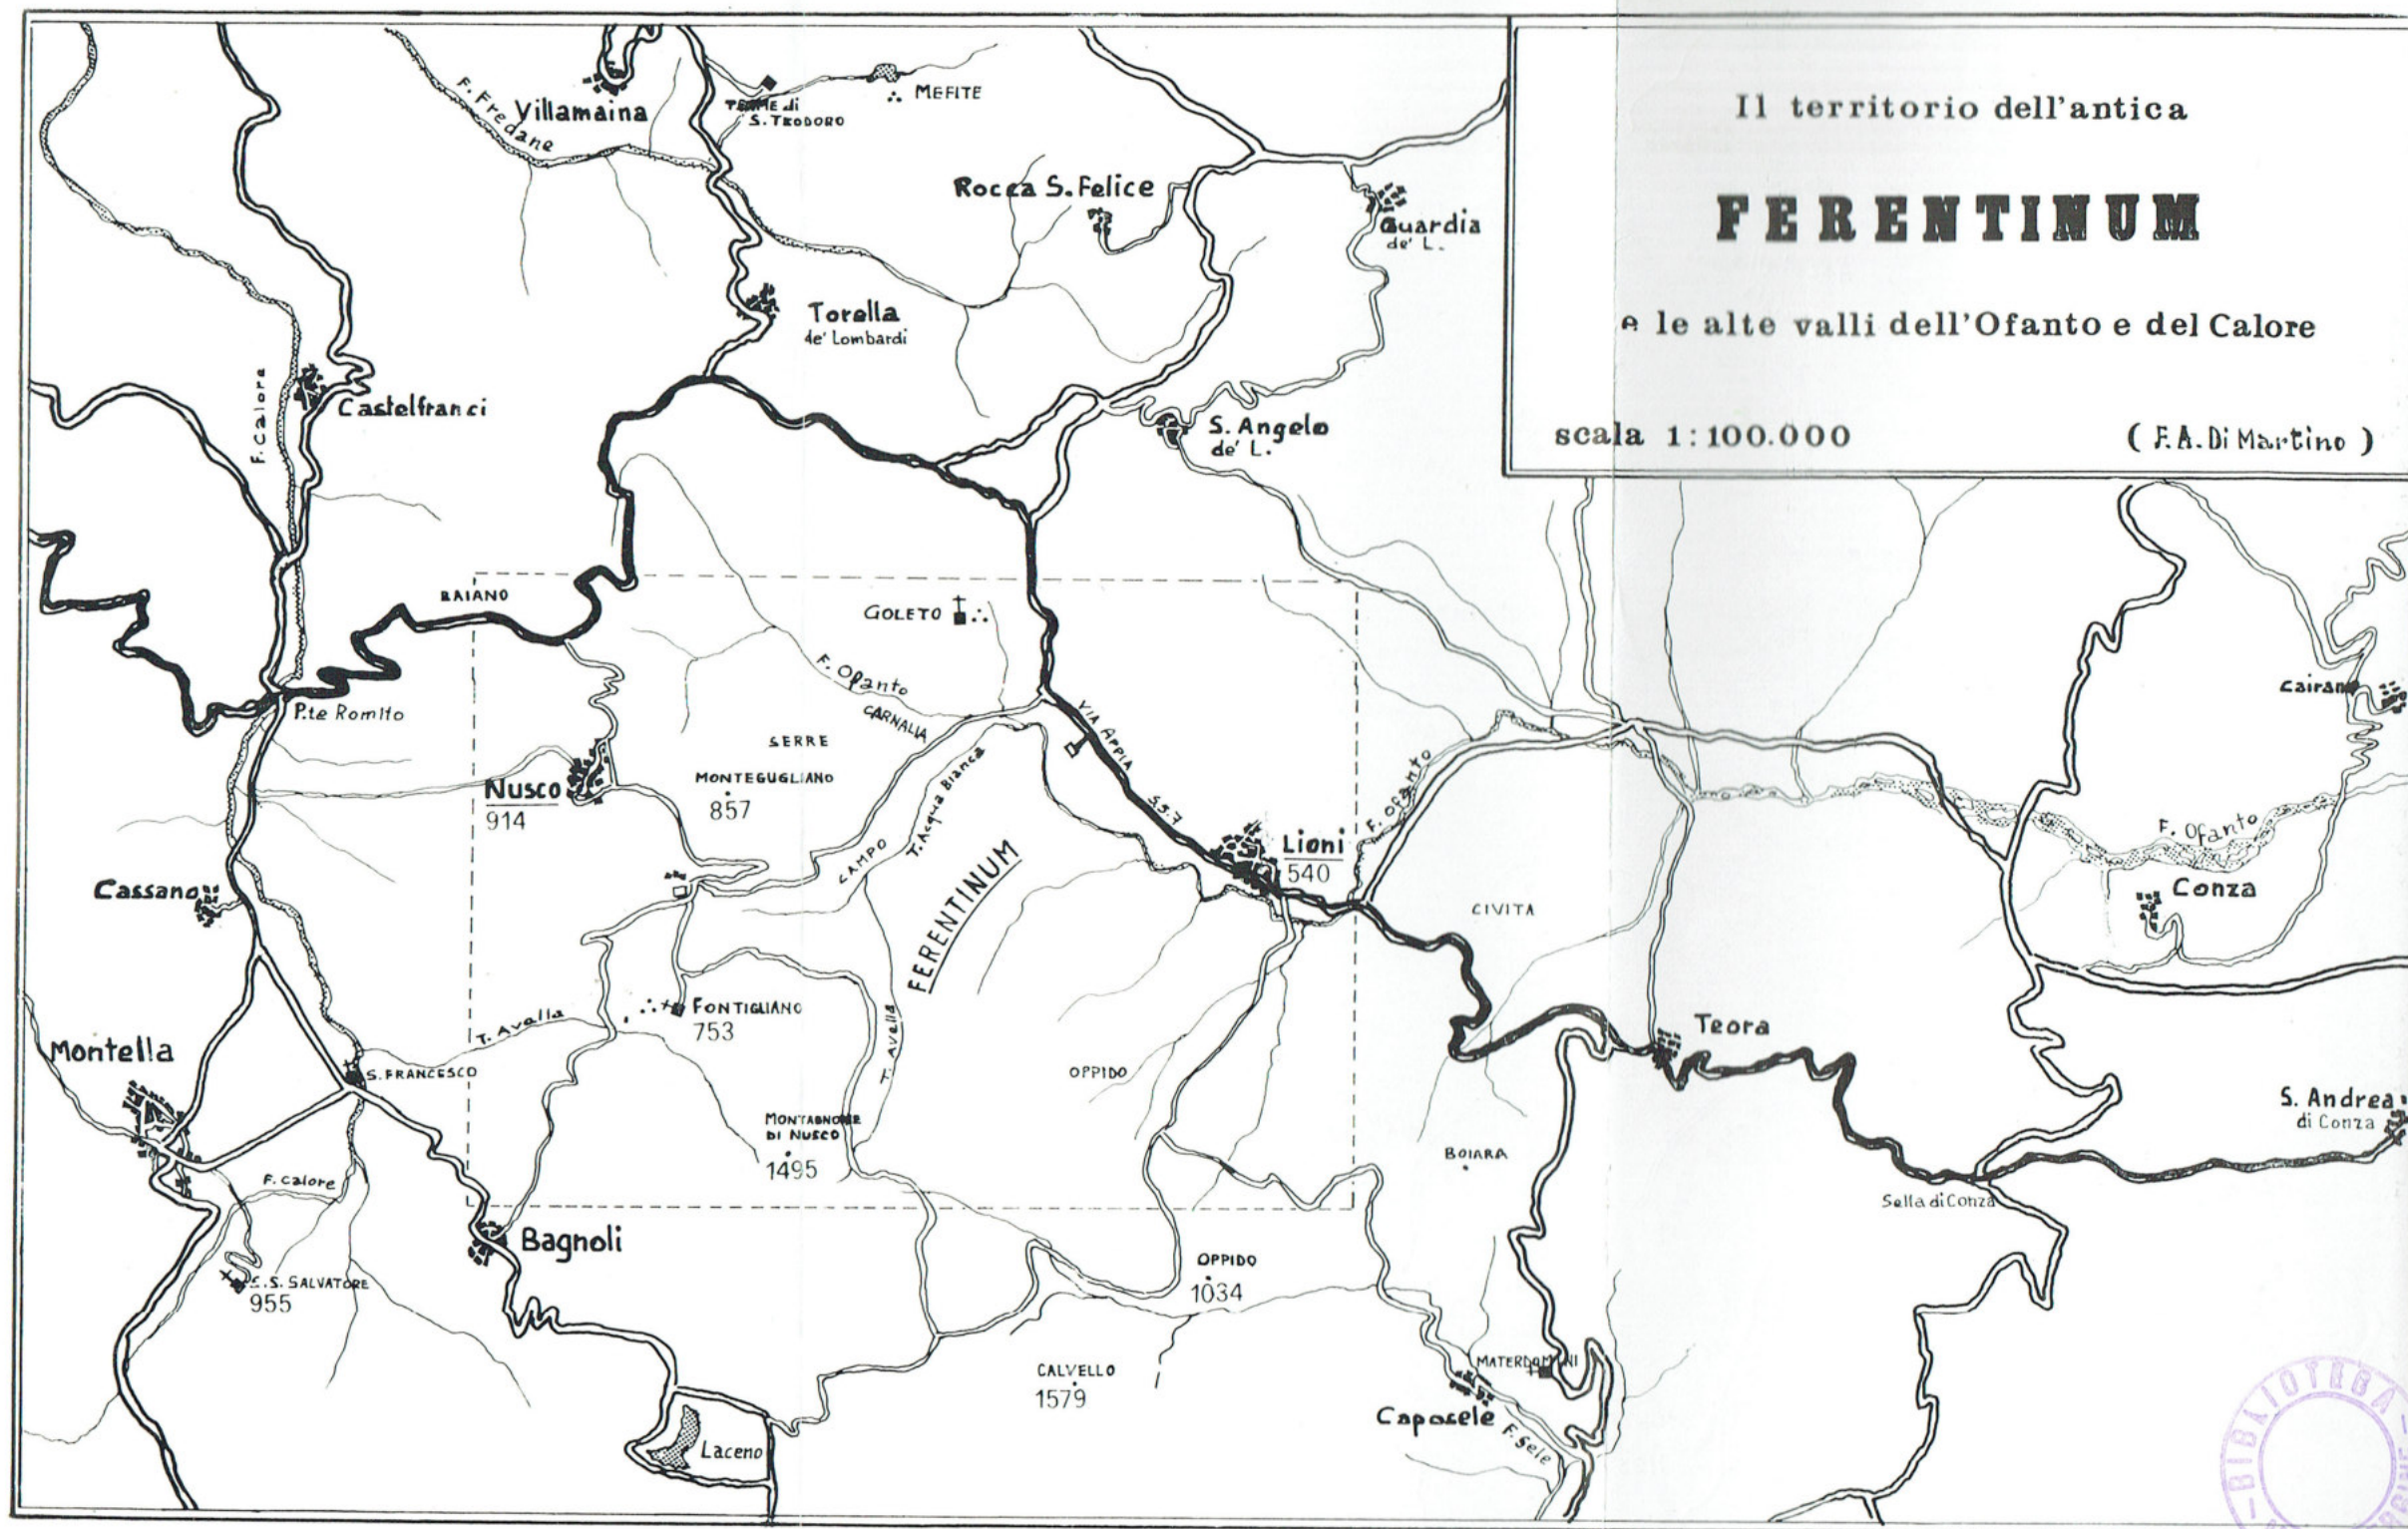 Il territorio dell'antica
FERENTINUM
e le alte valli dell'Ofanto e del Calore
scala 1:100.000
( F.A. Di Martino )
F. Fredane
Villamaina
TERME di
S. TEODORO
MEFITE
Rocca S. Felice
Guardia
de' L.
Torella
de' Lombardi
F. Calore
Castelfranci
S. Angelo
de' L.
BAIANO
GOLETO
F. Ofanto
CARNALIA
P.te Romito
VIA APPIA
S.S.7
SERRE
MONTEGUGLIANO
857
Nusco
914
T. Acqua Bianca
CAMPO
FERENTINUM
Lioni
540
F. Ofanto
Cairano
F. Ofanto
Conza
CIVITA
Cassano
FONTIGLIANO
753
T. Avella
T. Avella
Montella
S. FRANCESCO
OPPIDO
Teora
S. Andrea
di Conza
MONTAGNONE
DI NUSCO
1495
BOIARA
F. Calore
Sella di Conza
Bagnoli
S.S. SALVATORE
955
OPPIDO
1034
CALVELLO
1579
MATERDOMINI
Caposele
F. Sele
Laceno
BIBLIOTECA